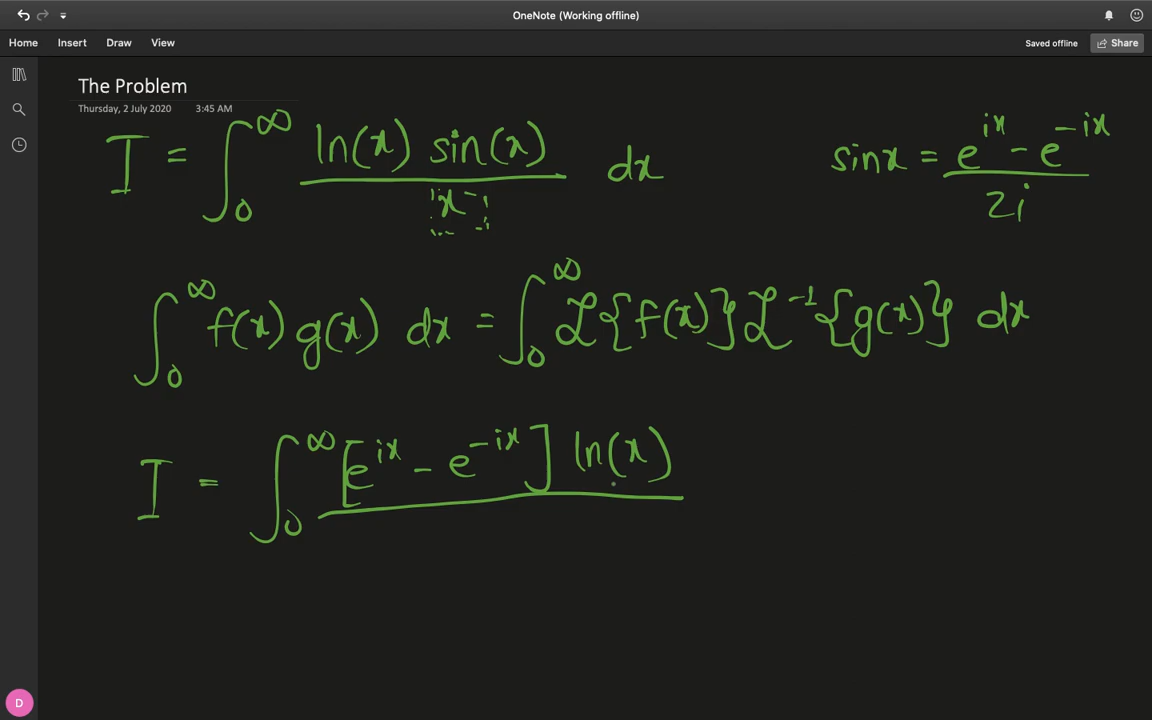 OneNote (Working offline)
Home Insert Draw View Saved offline Share
The Problem
Thursday, 2 July 2020 3:45 AM
I = ∫₀^∞ ln(x) sin(x) / x dx
sinx = (e^{ix} − e^{−ix}) / 2i
∫₀^∞ f(x) g(x) dx = ∫₀^∞ ℒ{f(x)} ℒ⁻¹{g(x)} dx
I = ∫₀^∞ [e^{ix} − e^{−ix}] ln(x)
D